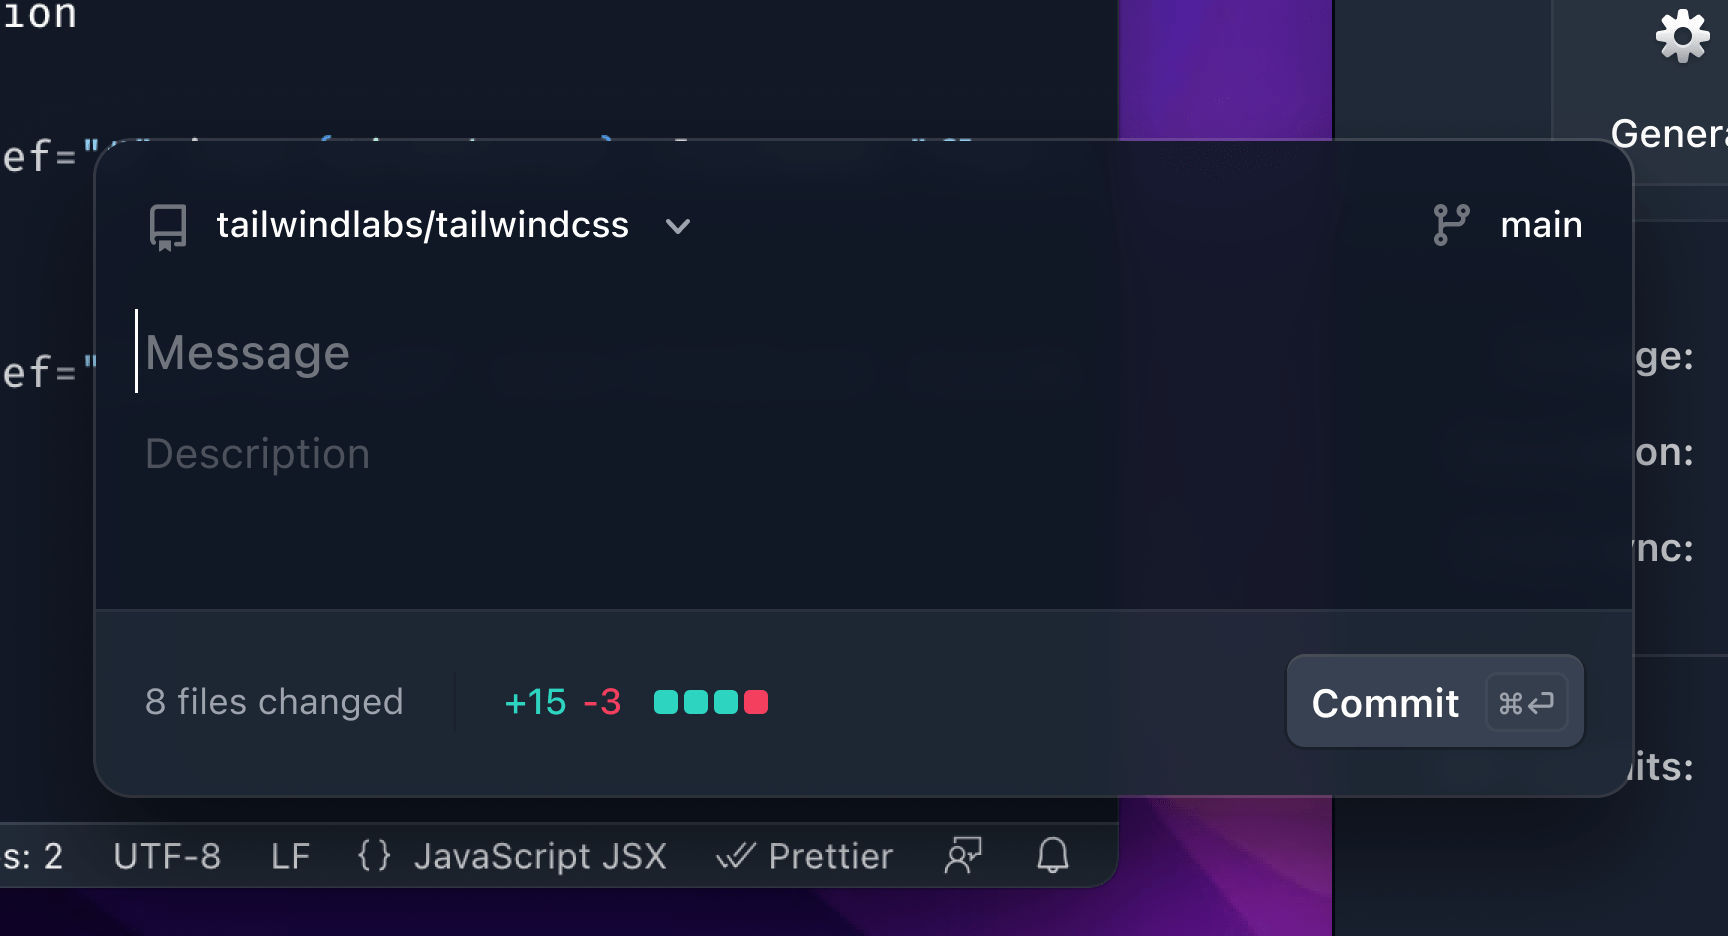 ion
ef="
Genera
tailwindlabs/tailwindcss
main
Message
ef="
ge:
Description
on:
nc:
8 files changed
+15 -3
Commit ⌘⏎
its:
s: 2 UTF-8 LF {} JavaScript JSX Prettier